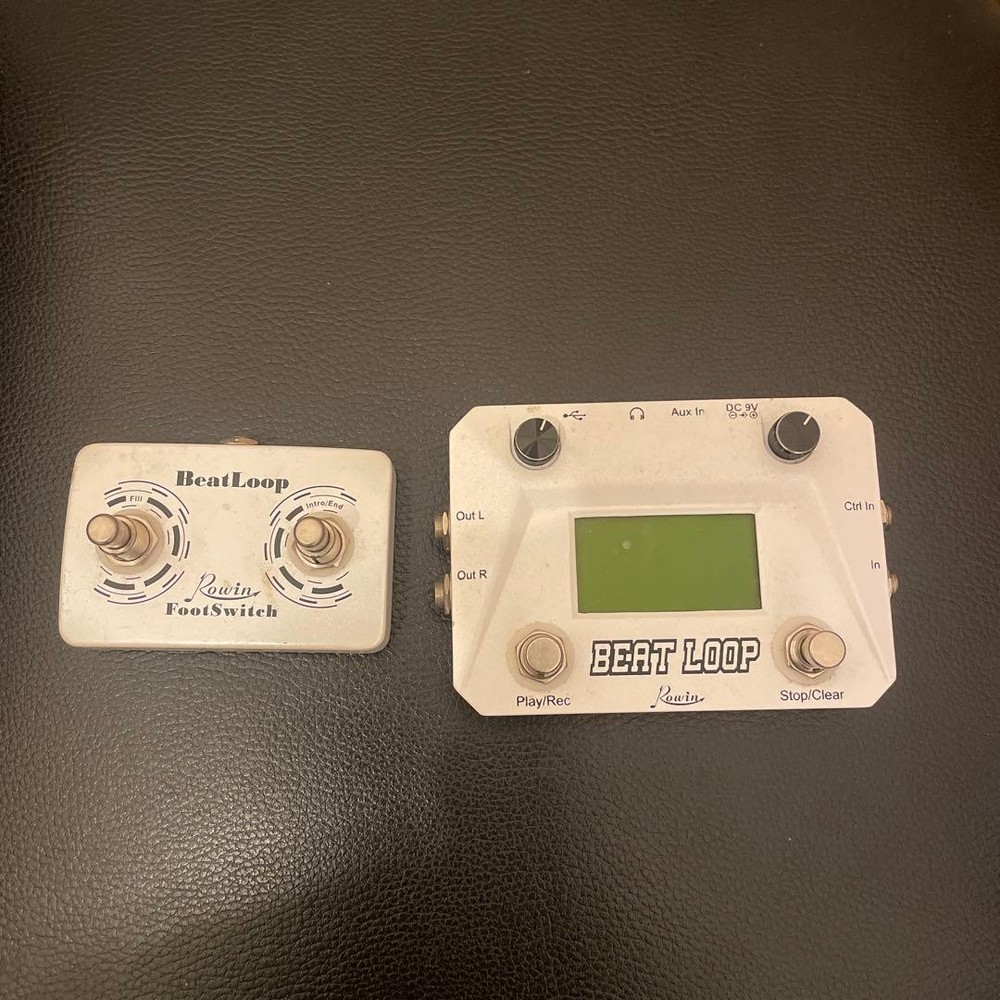 BeatLoop
Fill
Intro/End
Rowin
FootSwitch
Aux In
DC 9V
Out L
Ctrl In
Out R
In
BEAT LOOP
Play/Rec
Rowin
Stop/Clear